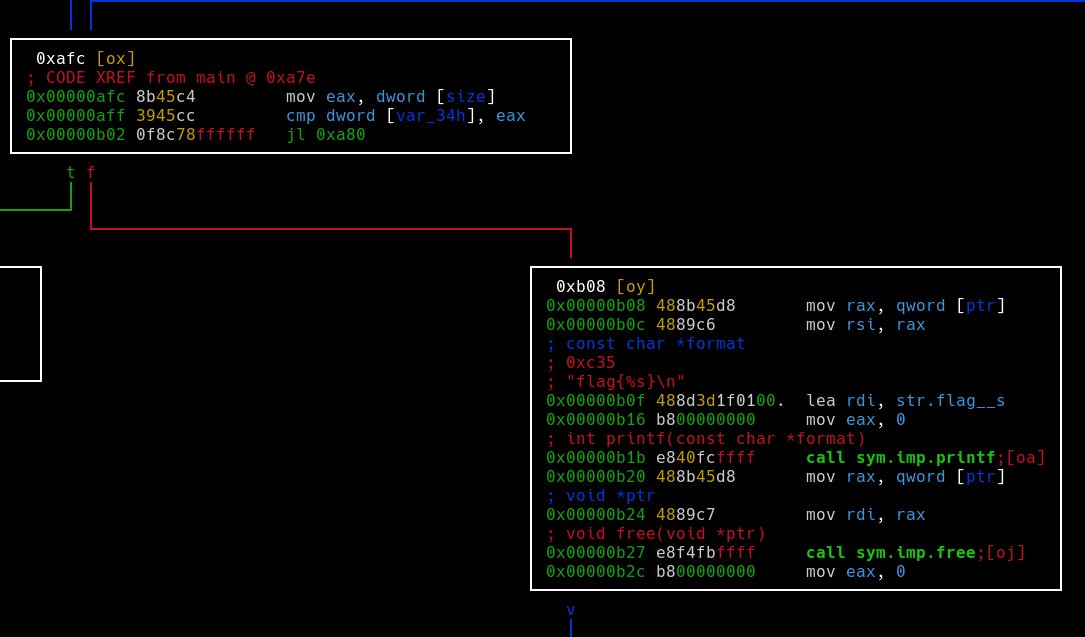 0xafc [ox]
; CODE XREF from main @ 0xa7e
0x00000afc 8b45c4 mov eax, dword [size]
0x00000aff 3945cc cmp dword [var_34h], eax
0x00000b02 0f8c78ffffff jl 0xa80
t f
0xb08 [oy]
0x00000b08 488b45d8 mov rax, qword [ptr]
0x00000b0c 4889c6 mov rsi, rax
; const char *format
; 0xc35
; "flag{%s}\n"
0x00000b0f 488d3d1f0100. lea rdi, str.flag__s
0x00000b16 b800000000 mov eax, 0
; int printf(const char *format)
0x00000b1b e840fcffff call sym.imp.printf;[oa]
0x00000b20 488b45d8 mov rax, qword [ptr]
; void *ptr
0x00000b24 4889c7 mov rdi, rax
; void free(void *ptr)
0x00000b27 e8f4fbffff call sym.imp.free;[oj]
0x00000b2c b800000000 mov eax, 0
v